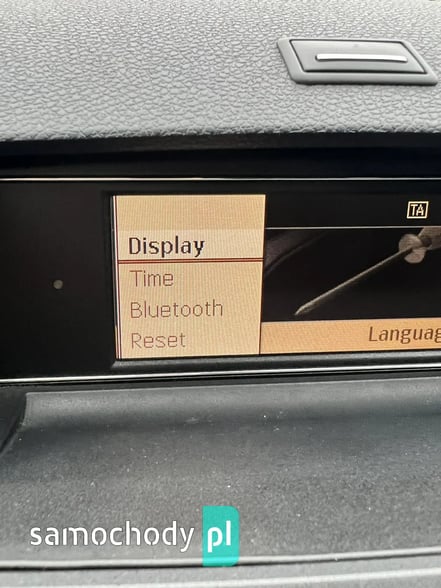 TA
Display
Time
Bluetooth
Reset
Languag
samochody pl